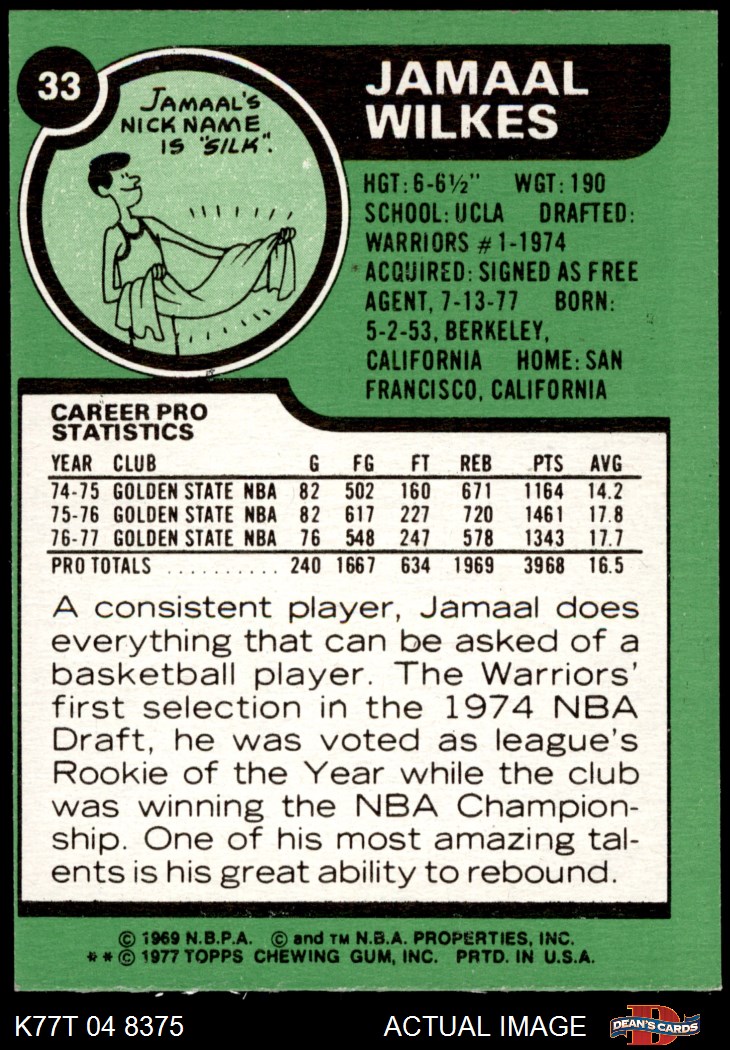 33
JAMAAL'S
NICK NAME
IS "SILK".
JAMAAL
WILKES
HGT: 6-6½" WGT: 190
SCHOOL: UCLA DRAFTED:
WARRIORS #1-1974
ACQUIRED: SIGNED AS FREE
AGENT, 7-13-77 BORN:
5-2-53, BERKELEY,
CALIFORNIA HOME: SAN
FRANCISCO, CALIFORNIA
CAREER PRO
STATISTICS
YEAR CLUB G FG FT REB PTS AVG
74-75 GOLDEN STATE NBA 82 502 160 671 1164 14.2
75-76 GOLDEN STATE NBA 82 617 227 720 1461 17.8
76-77 GOLDEN STATE NBA 76 548 247 578 1343 17.7
PRO TOTALS .......... 240 1667 634 1969 3968 16.5
A consistent player, Jamaal does
everything that can be asked of a
basketball player. The Warriors'
first selection in the 1974 NBA
Draft, he was voted as league's
Rookie of the Year while the club
was winning the NBA Champion-
ship. One of his most amazing tal-
ents is his great ability to rebound.
© 1969 N.B.P.A. © and TM N.B.A. PROPERTIES, INC.
**© 1977 TOPPS CHEWING GUM, INC. PRTD. IN U.S.A.
K77T 04 8375 ACTUAL IMAGE DEAN'S CARDS